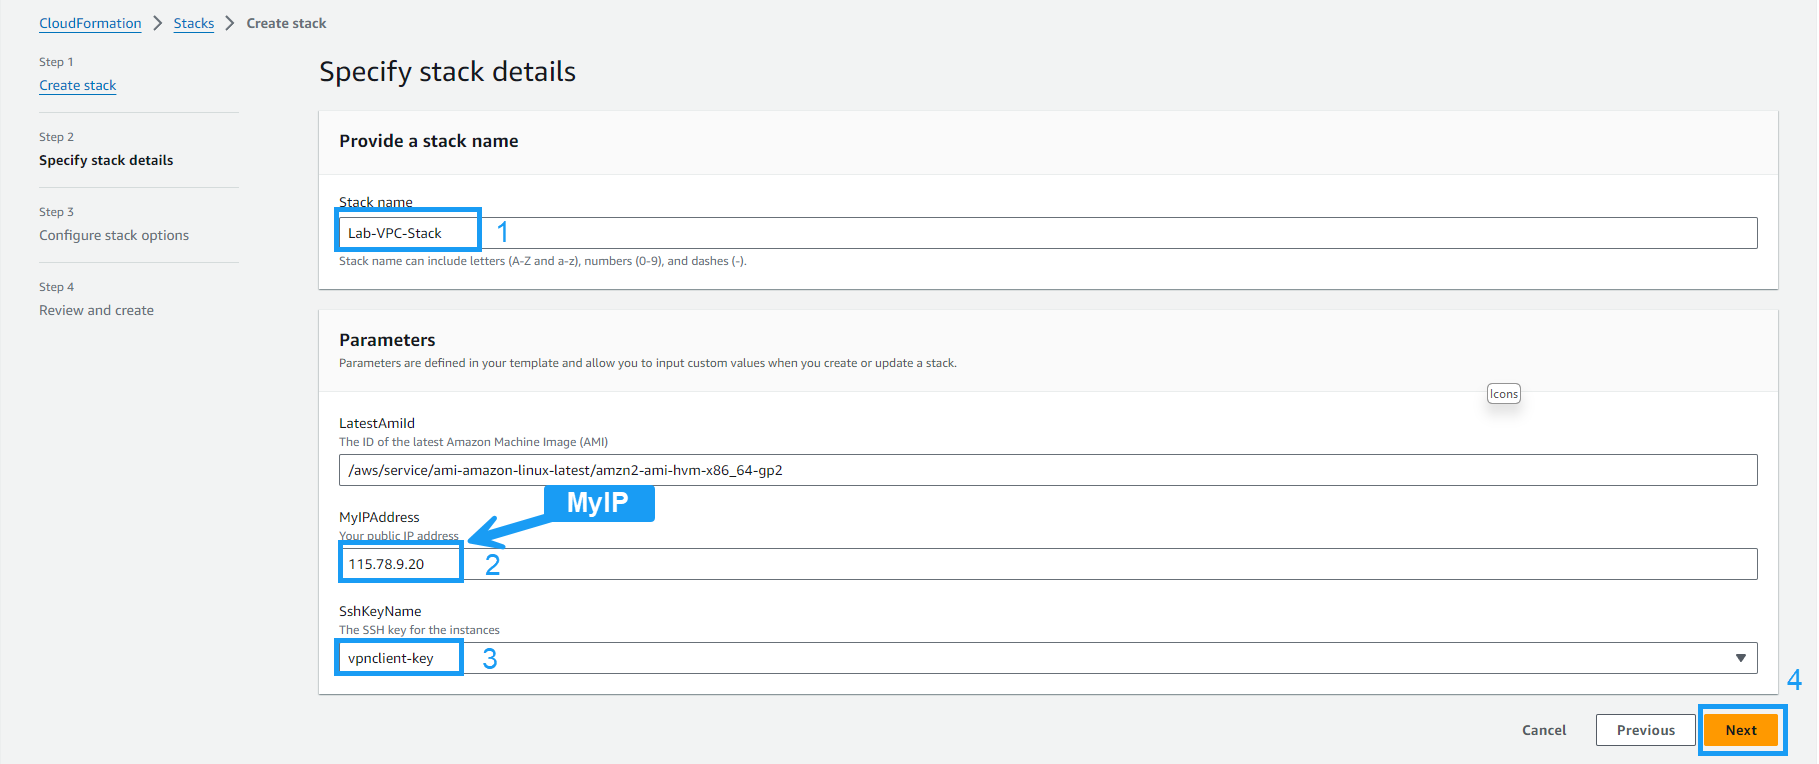 CloudFormation > Stacks > Create stack
Step 1
Create stack
Step 2
Specify stack details
Step 3
Configure stack options
Step 4
Review and create
Specify stack details
Provide a stack name
Stack name
Lab-VPC-Stack 1
Stack name can include letters (A-Z and a-z), numbers (0-9), and dashes (-).
Parameters
Parameters are defined in your template and allow you to input custom values when you create or update a stack.
Icons
LatestAmiId
The ID of the latest Amazon Machine Image (AMI)
/aws/service/ami-amazon-linux-latest/amzn2-ami-hvm-x86_64-gp2
MyIP
MyIPAddress
Your public IP address
115.78.9.20 2
SshKeyName
The SSH key for the instances
vpnclient-key 3
4
Cancel Previous Next